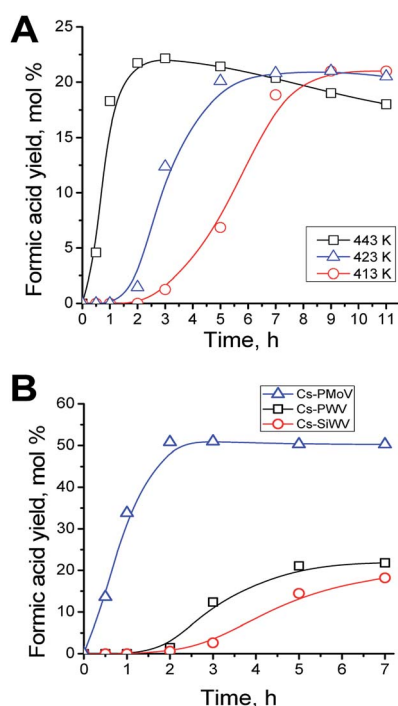 A
Formic acid yield, mol %
25
20
15
10
5
0
443 K
423 K
413 K
0 1 2 3 4 5 6 7 8 9 10 11
Time, h
B
Formic acid yield, mol %
60
50
40
30
20
10
0
Cs-PMoV
Cs-PWV
Cs-SiWV
0 1 2 3 4 5 6 7
Time, h